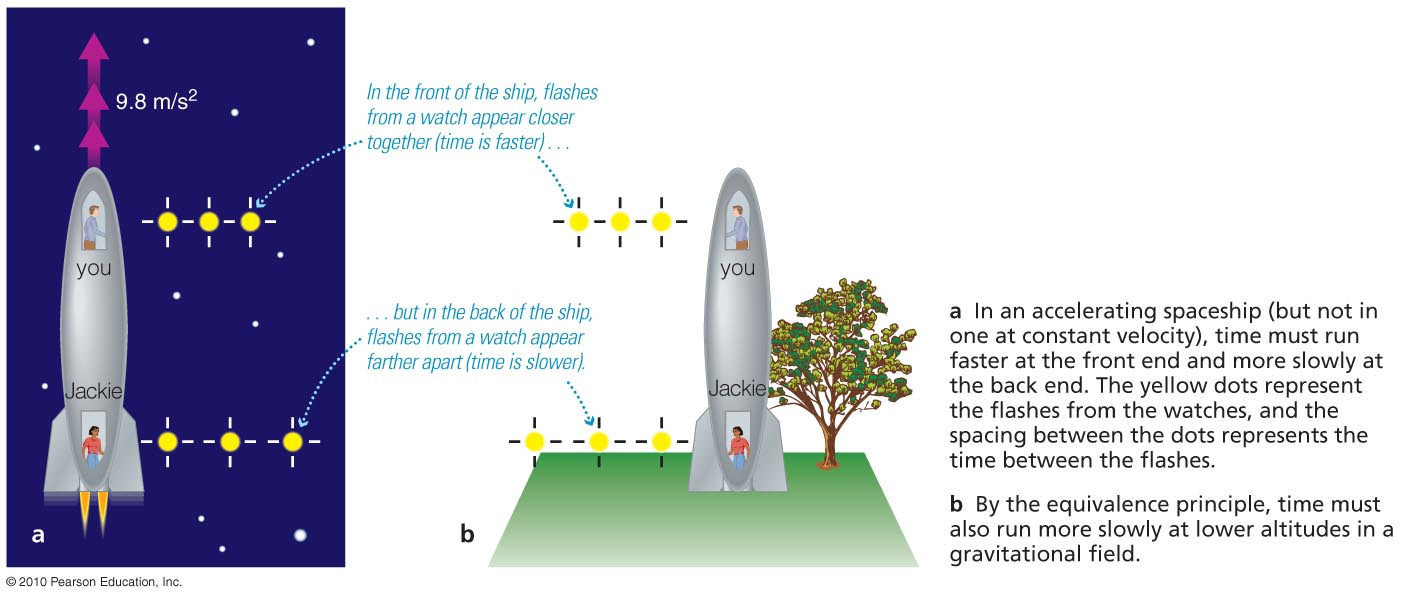 9.8 m/s²
In the front of the ship, flashes
from a watch appear closer
together (time is faster) . . .
you
you
. . . but in the back of the ship,
flashes from a watch appear
farther apart (time is slower).
Jackie
Jackie
a
b
a In an accelerating spaceship (but not in
one at constant velocity), time must run
faster at the front end and more slowly at
the back end. The yellow dots represent
the flashes from the watches, and the
spacing between the dots represents the
time between the flashes.
b By the equivalence principle, time must
also run more slowly at lower altitudes in a
gravitational field.
© 2010 Pearson Education, Inc.